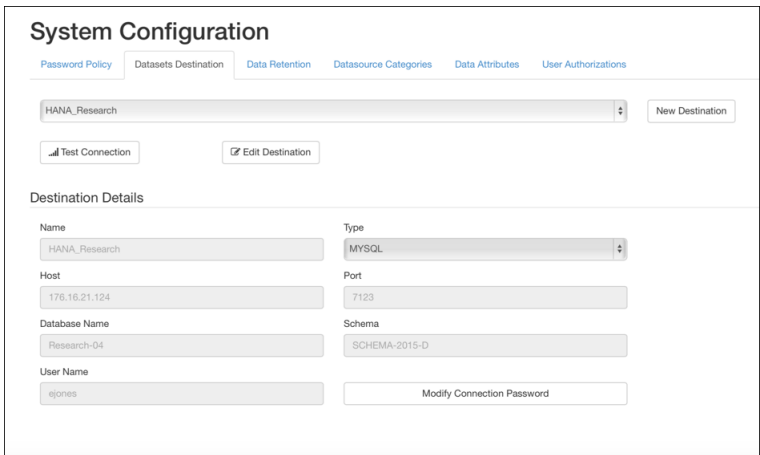 System Configuration
Password Policy
Datasets Destination
Data Retention
Datasource Categories
Data Attributes
User Authorizations
HANA_Research
New Destination
Test Connection
Edit Destination
Destination Details
Name
Type
HANA_Research
MYSQL
Host
Port
176.16.21.124
7123
Database Name
Schema
Research-04
SCHEMA-2015-D
User Name
ejones
Modify Connection Password